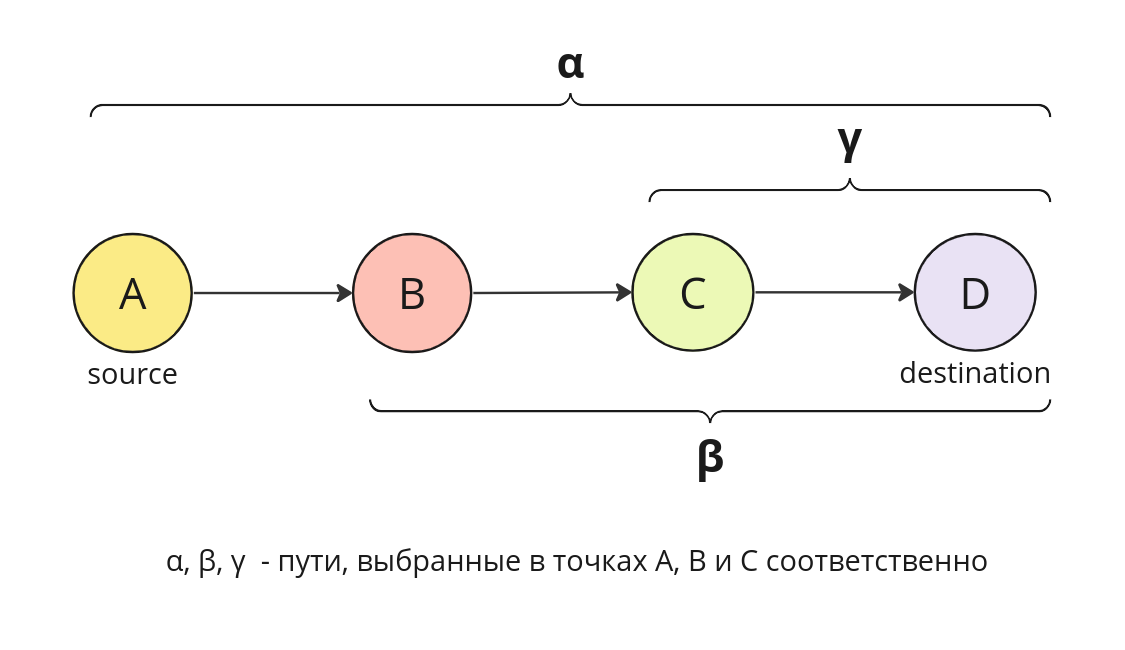 α
γ
A
B
C
D
source
destination
β
α, β, γ - пути, выбранные в точках A, B и C соответственно